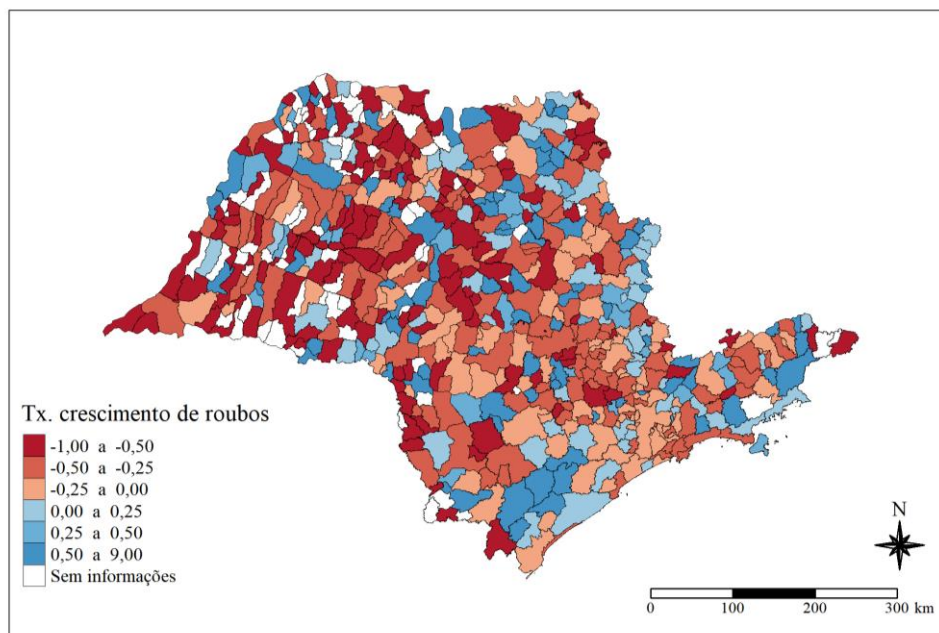 Tx. crescimento de roubos
-1,00 a -0,50
-0,50 a -0,25
-0,25 a 0,00
0,00 a 0,25
0,25 a 0,50
0,50 a 9,00
Sem informações
N
0 100 200 300 km